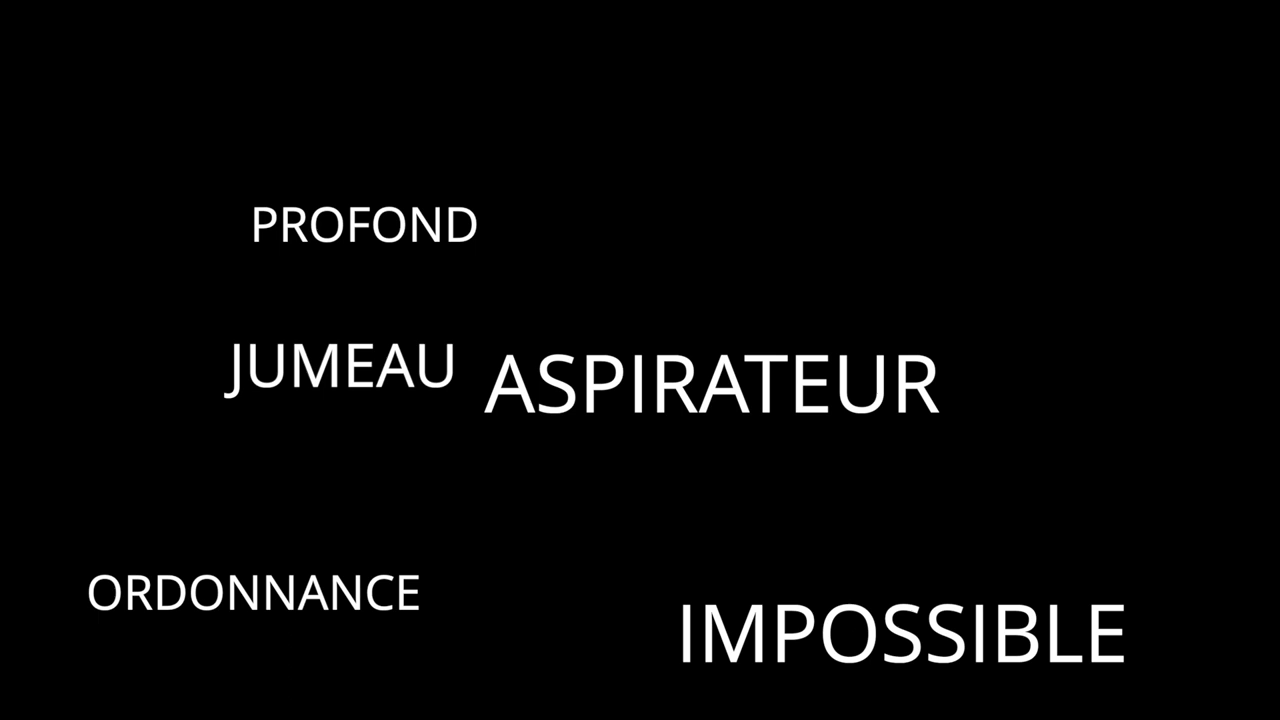 PROFOND
JUMEAU
ASPIRATEUR
ORDONNANCE
IMPOSSIBLE